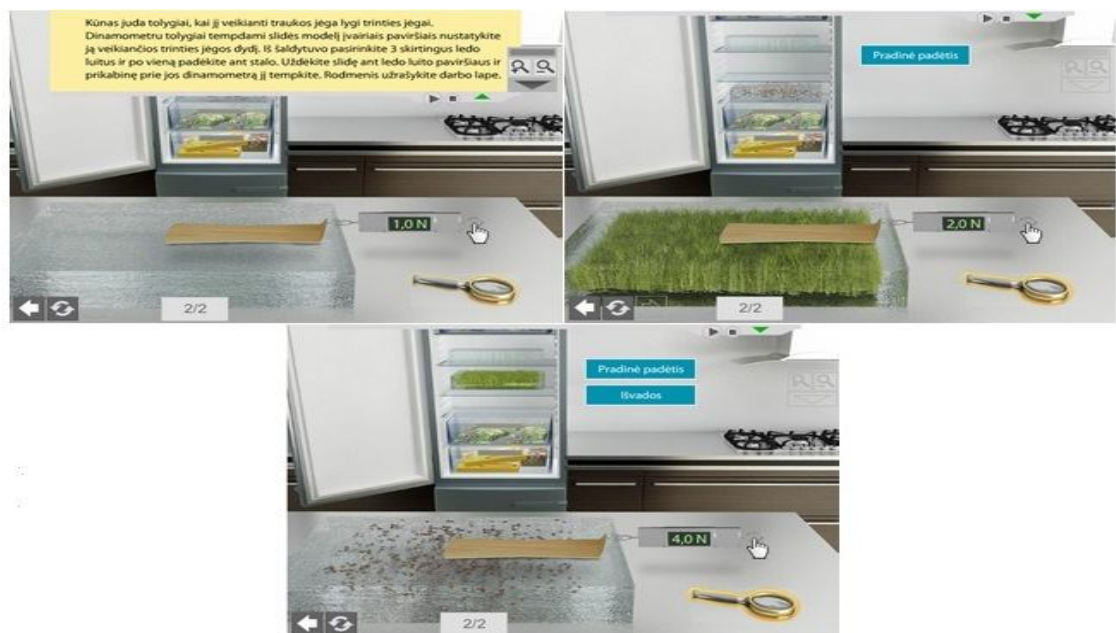 Kūnas juda tolygiai, kai jį veikianti traukos jėga lygi trinties jėgai.
Dinamometru tolygiai tempdami slidės modelį įvairiais paviršiais nustatykite
ją veikiančios trinties jėgos dydį. Iš šaldytuvo pasirinkite 3 skirtingus ledo
luitus ir po vieną padėkite ant stalo. Uždėkite slidę ant ledo luito paviršiaus ir
prikabinę prie jos dinamometrą jį tempkite. Rodmenis užrašykite darbo lape.
1,0 N
2/2
Pradinė padėtis
2,0 N
2/2
Pradinė padėtis
Išvados
4,0 N
2/2